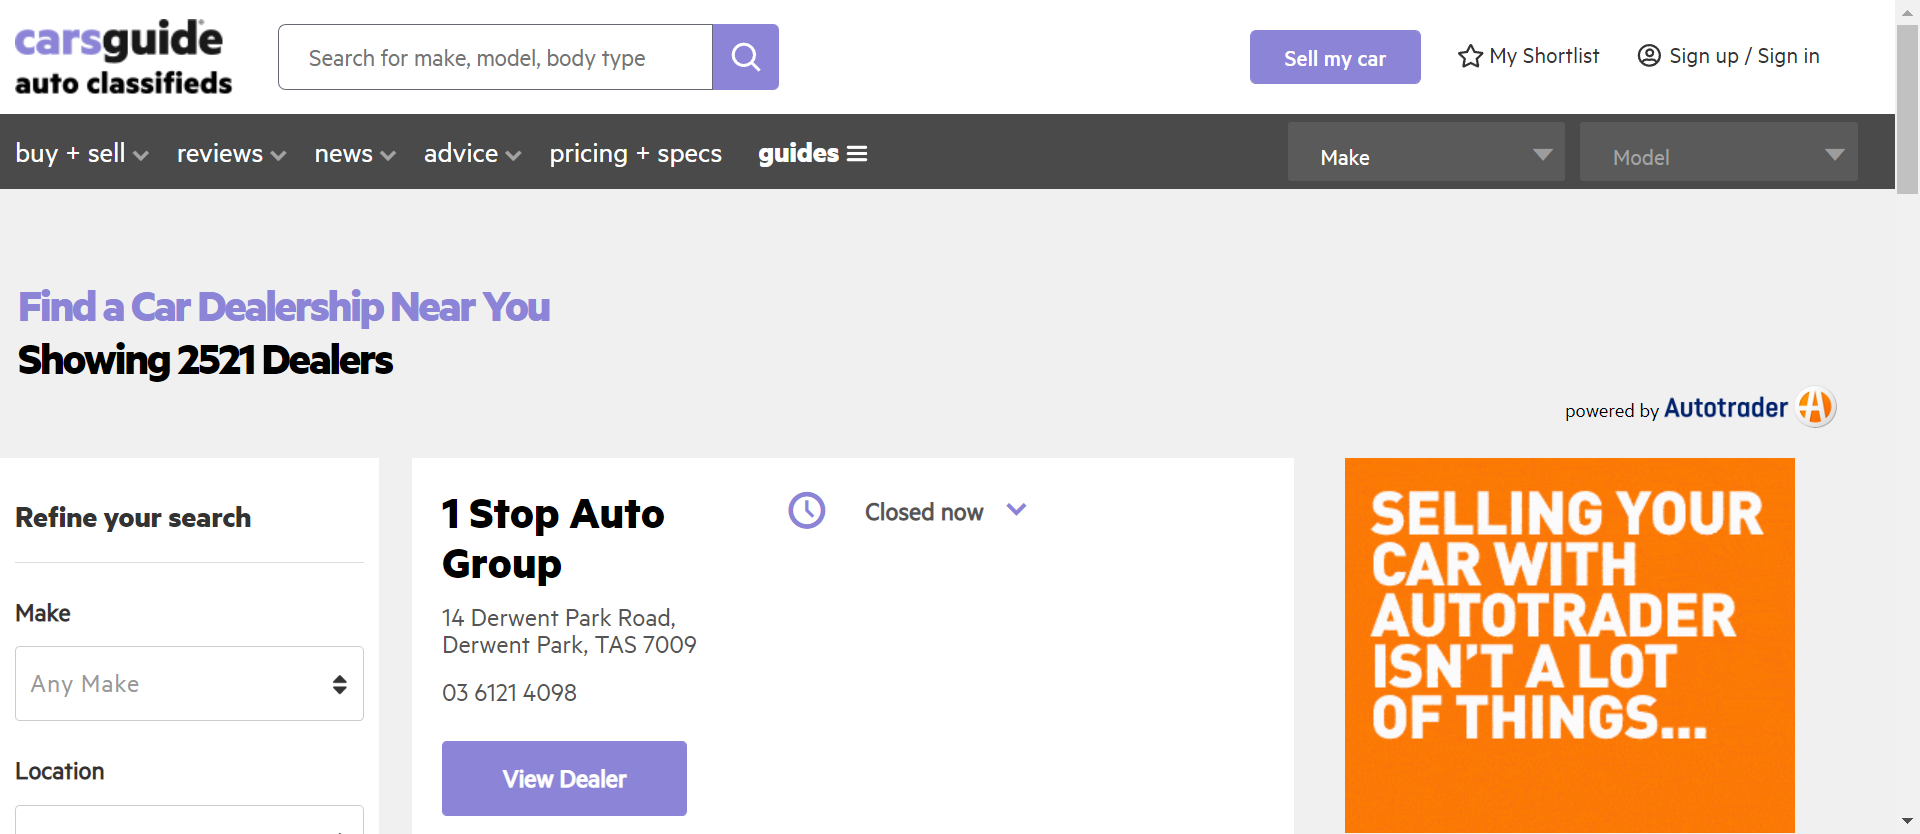 carsguide
auto classifieds
Search for make, model, body type
Sell my car
My Shortlist
Sign up / Sign in
buy + sell
reviews
news
advice
pricing + specs
guides
Make
Model
Find a Car Dealership Near You
Showing 2521 Dealers
powered by Autotrader
Refine your search
Make
Any Make
Location
1 Stop Auto
Group
14 Derwent Park Road,
Derwent Park, TAS 7009
03 6121 4098
View Dealer
Closed now
SELLING YOUR
CAR WITH
AUTOTRADER
ISN'T A LOT
OF THINGS...